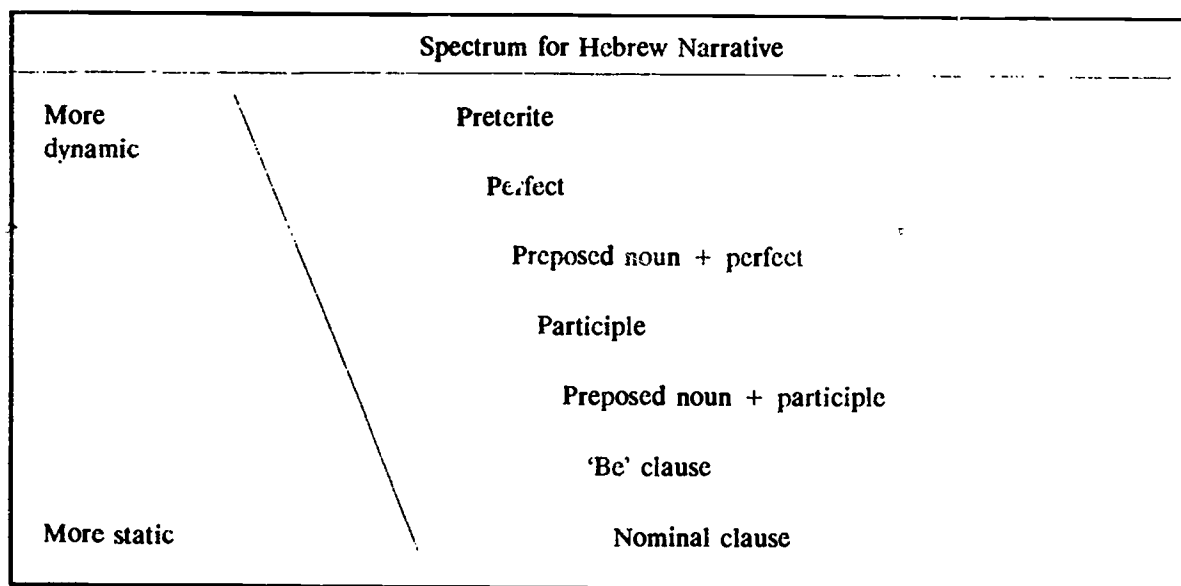 Spectrum for Hebrew Narrative
More
dynamic
Preterite
Perfect
Preposed noun + perfect
Participle
Preposed noun + participle
‘Be’ clause
More static
Nominal clause